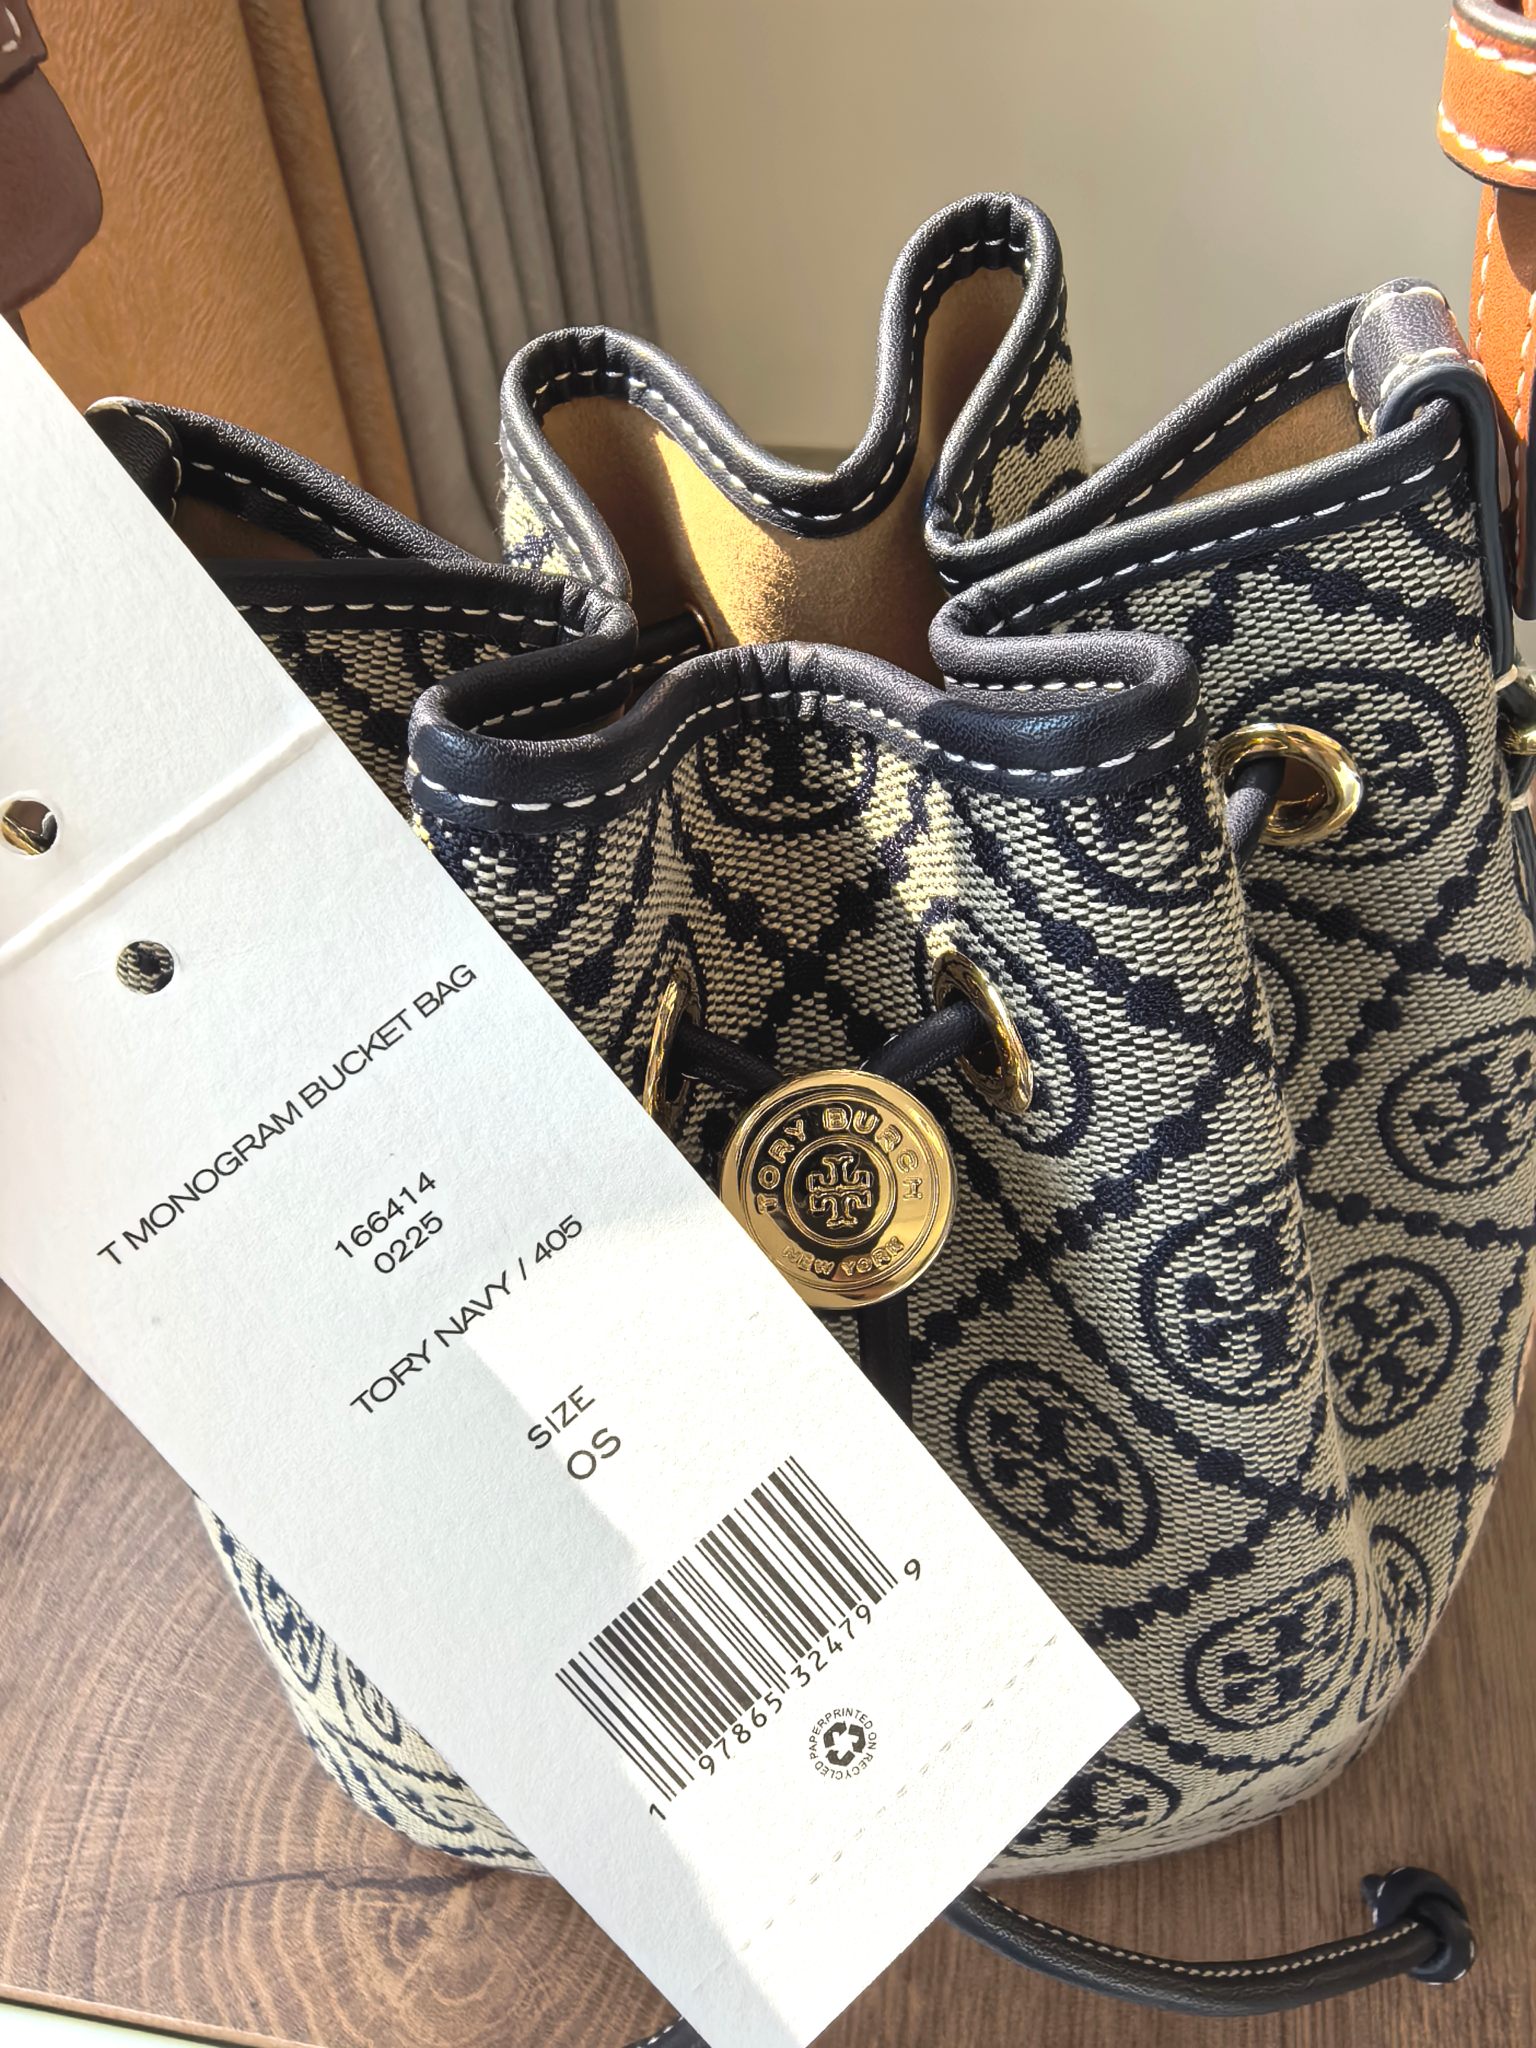 T MONOGRAM BUCKET BAG
166414
0225
TORY NAVY / 405
SIZE
OS
1 97865 32479 9
PRINTED ON RECYCLED PAPER
TORY BURCH
NEW YORK